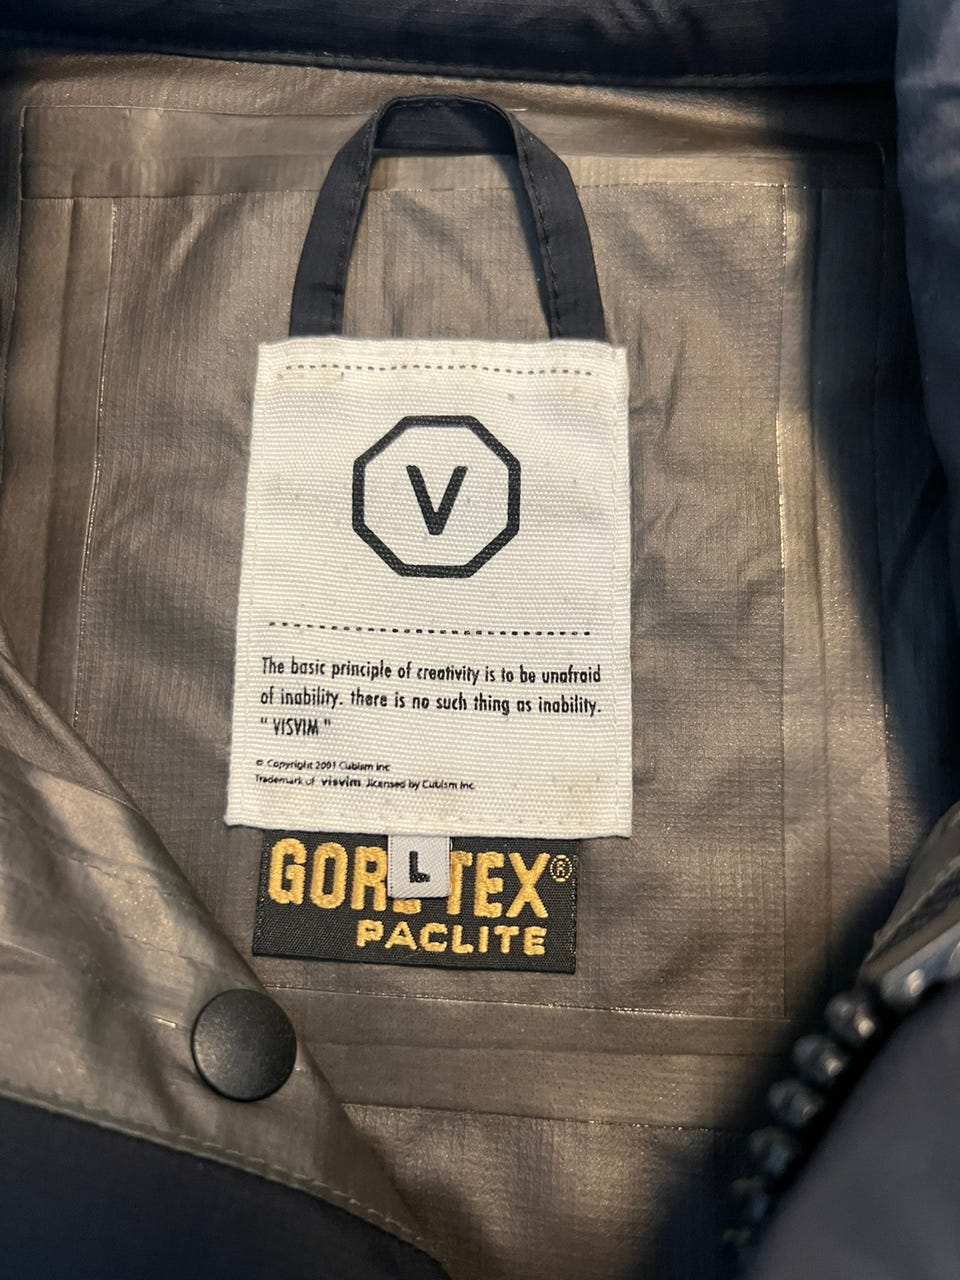 V
The basic principle of creativity is to be unafraid
of inability. there is no such thing as inability.
" VISVIM "
© Copyright 2001 Cubism Inc
Trademark of visvim licensed by Cubism Inc
L
GORE-TEX®
PACLITE